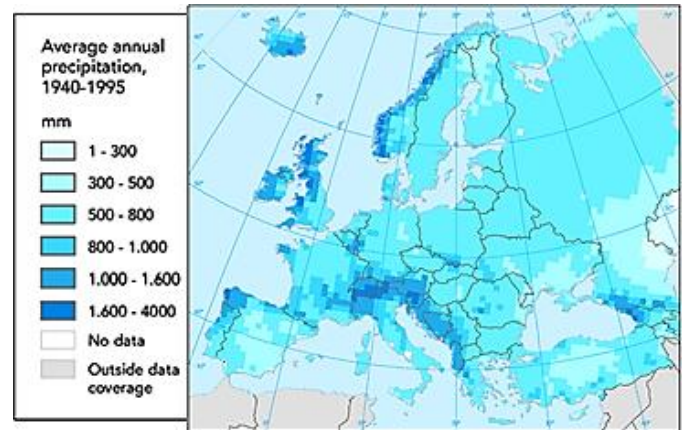 Average annual
precipitation,
1940-1995
mm
1 - 300
300 - 500
500 - 800
800 - 1.000
1.000 - 1.600
1.600 - 4000
No data
Outside data
coverage